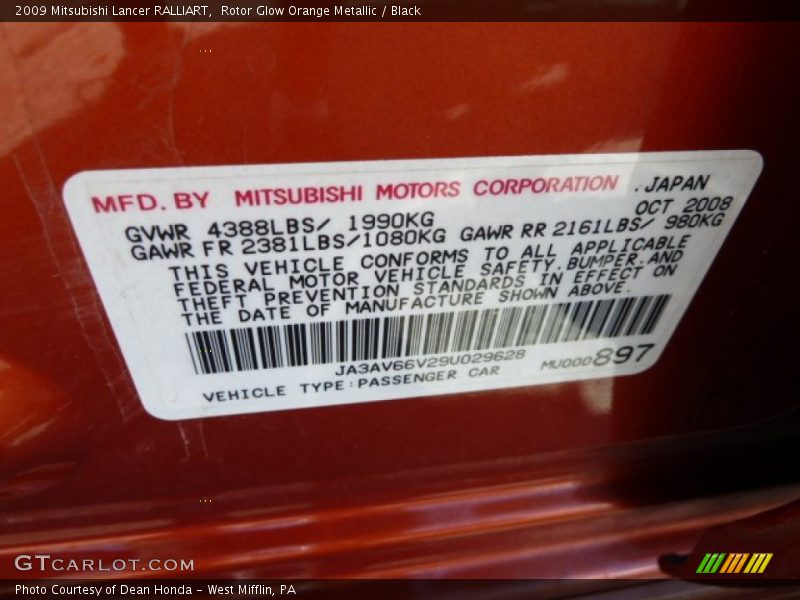 2009 Mitsubishi Lancer RALLIART,  Rotor Glow Orange Metallic / Black
MFD. BY MITSUBISHI MOTORS CORPORATION .JAPAN
OCT 2008
GVWR 4388LBS/ 1990KG
GAWR FR 2381LBS/1080KG GAWR RR 2161LBS/ 980KG
THIS VEHICLE CONFORMS TO ALL APPLICABLE
FEDERAL MOTOR VEHICLE SAFETY.BUMPER.AND
THEFT PREVENTION STANDARDS IN EFFECT ON
THE DATE OF MANUFACTURE SHOWN ABOVE.
JA3AV66V29U029628
MU000897
VEHICLE TYPE:PASSENGER CAR
GTCARLOT.COM
Photo Courtesy of Dean Honda - West Mifflin, PA